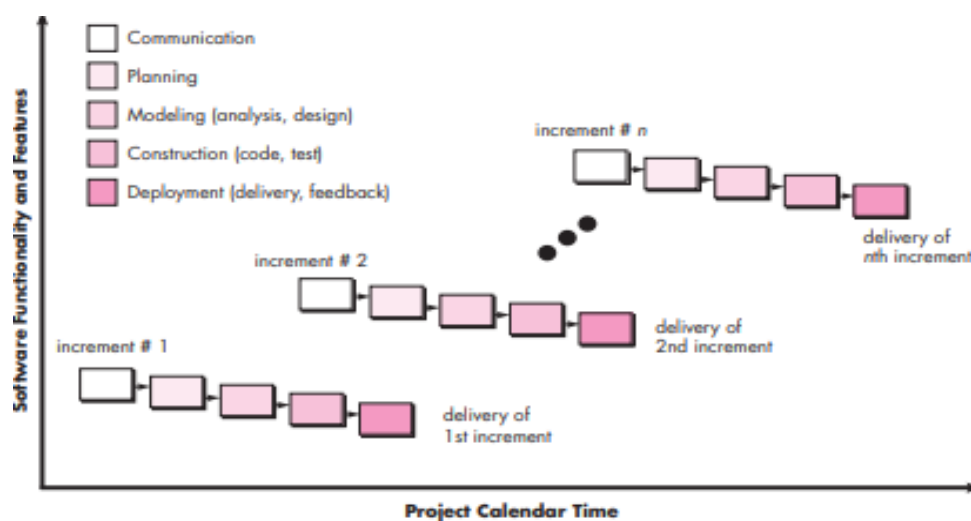 Software Functionality and Features
Communication
Planning
Modeling (analysis, design)
Construction (code, test)
Deployment (delivery, feedback)
increment # n
delivery of
nth increment
increment # 2
delivery of
2nd increment
increment # 1
delivery of
1st increment
Project Calendar Time